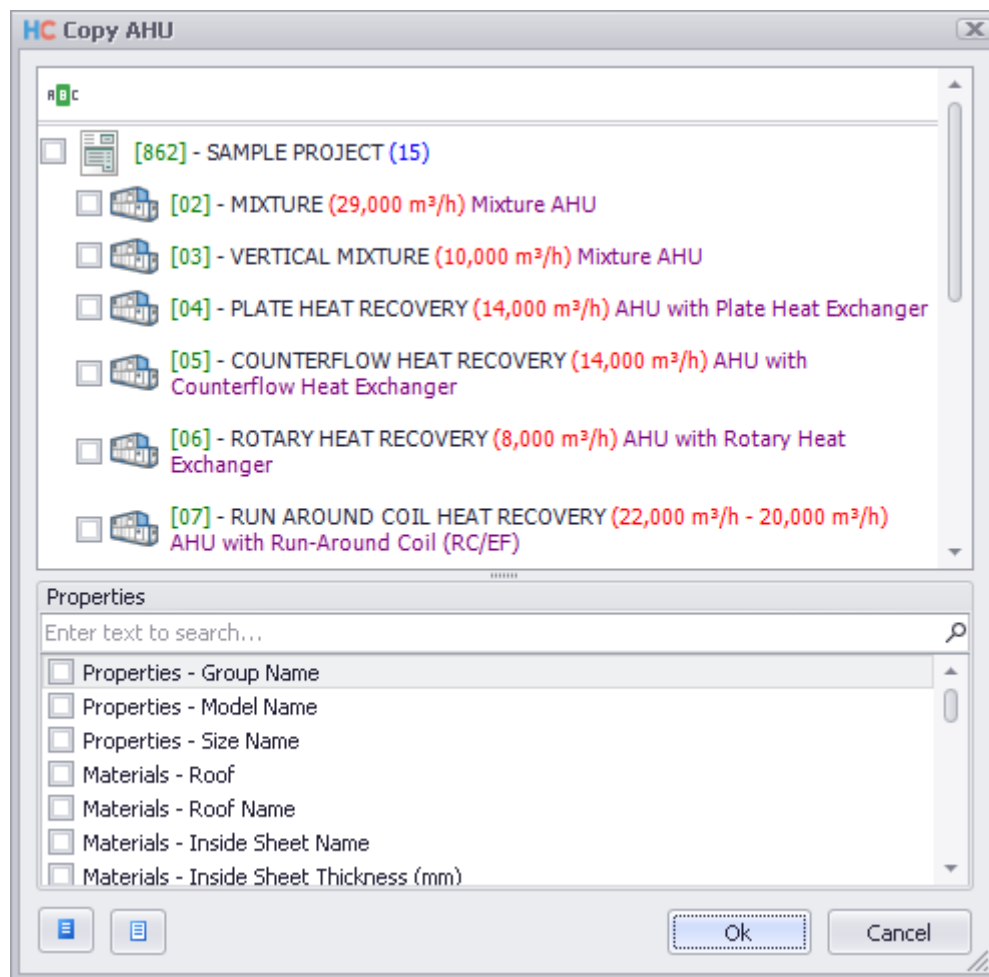 HC Copy AHU
ABC
[862] - SAMPLE PROJECT (15)
[02] - MIXTURE (29,000 m³/h) Mixture AHU
[03] - VERTICAL MIXTURE (10,000 m³/h) Mixture AHU
[04] - PLATE HEAT RECOVERY (14,000 m³/h) AHU with Plate Heat Exchanger
[05] - COUNTERFLOW HEAT RECOVERY (14,000 m³/h) AHU with
Counterflow Heat Exchanger
[06] - ROTARY HEAT RECOVERY (8,000 m³/h) AHU with Rotary Heat
Exchanger
[07] - RUN AROUND COIL HEAT RECOVERY (22,000 m³/h - 20,000 m³/h)
AHU with Run-Around Coil (RC/EF)
Properties
Enter text to search...
Properties - Group Name
Properties - Model Name
Properties - Size Name
Materials - Roof
Materials - Roof Name
Materials - Inside Sheet Name
Materials - Inside Sheet Thickness (mm)
Ok
Cancel